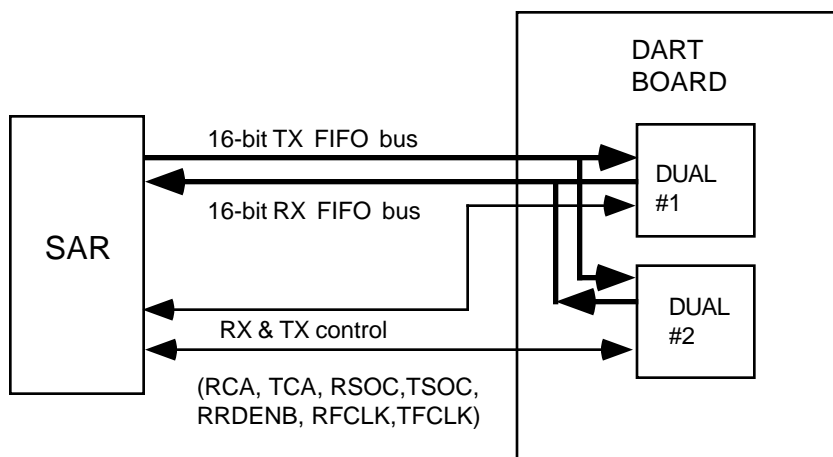 DART
BOARD
16-bit TX FIFO bus
DUAL
#1
16-bit RX FIFO bus
SAR
DUAL
#2
RX & TX control
(RCA, TCA, RSOC,TSOC,
RRDENB, RFCLK,TFCLK)